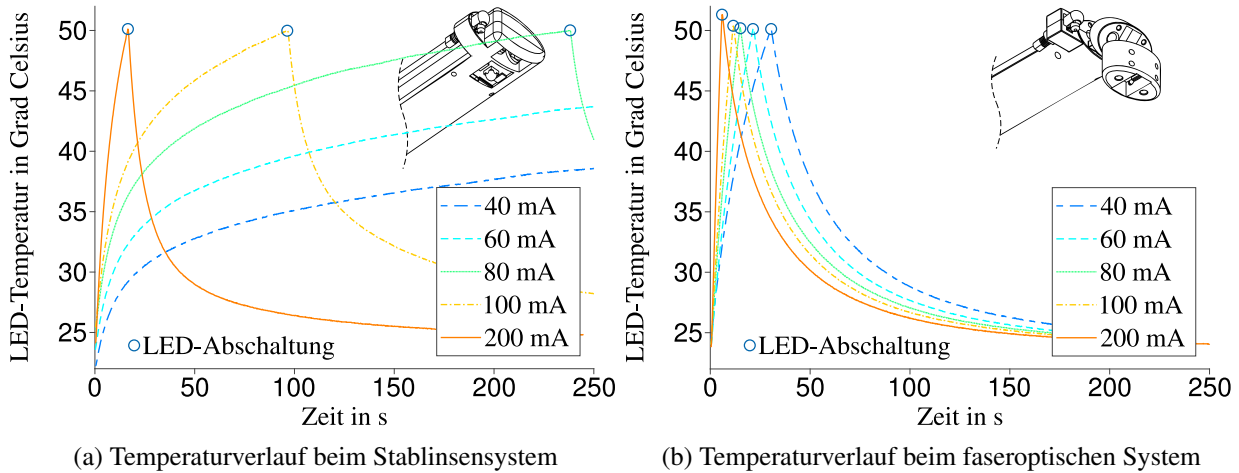 LED-Temperatur in Grad Celsius
50
45
40
35
30
25
0
50
100
150
200
250
Zeit in s
40 mA
60 mA
80 mA
100 mA
200 mA
LED-Abschaltung
(a) Temperaturverlauf beim Stablinsensystem
LED-Temperatur in Grad Celsius
50
45
40
35
30
25
0
50
100
150
200
250
Zeit in s
40 mA
60 mA
80 mA
100 mA
200 mA
LED-Abschaltung
(b) Temperaturverlauf beim faseroptischen System